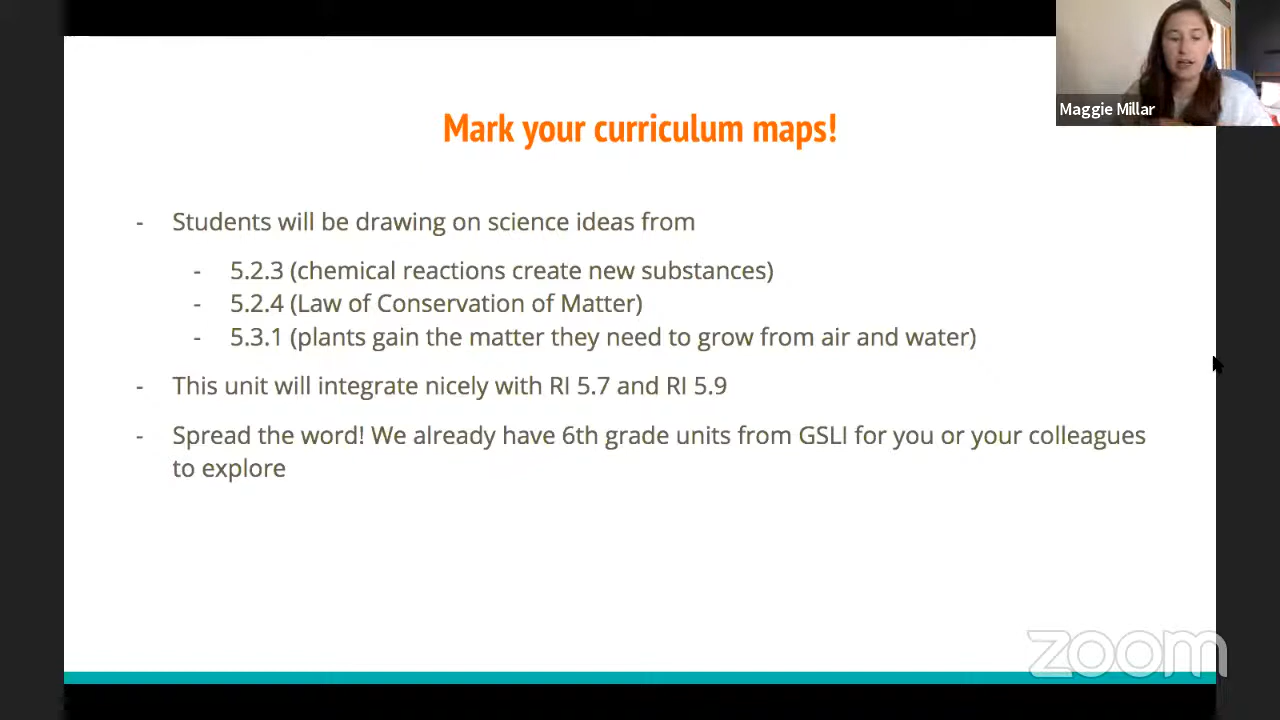 Maggie Millar
Mark your curriculum maps!
- Students will be drawing on science ideas from
- 5.2.3 (chemical reactions create new substances)
- 5.2.4 (Law of Conservation of Matter)
- 5.3.1 (plants gain the matter they need to grow from air and water)
- This unit will integrate nicely with RI 5.7 and RI 5.9
- Spread the word! We already have 6th grade units from GSLI for you or your colleagues
to explore
zoom